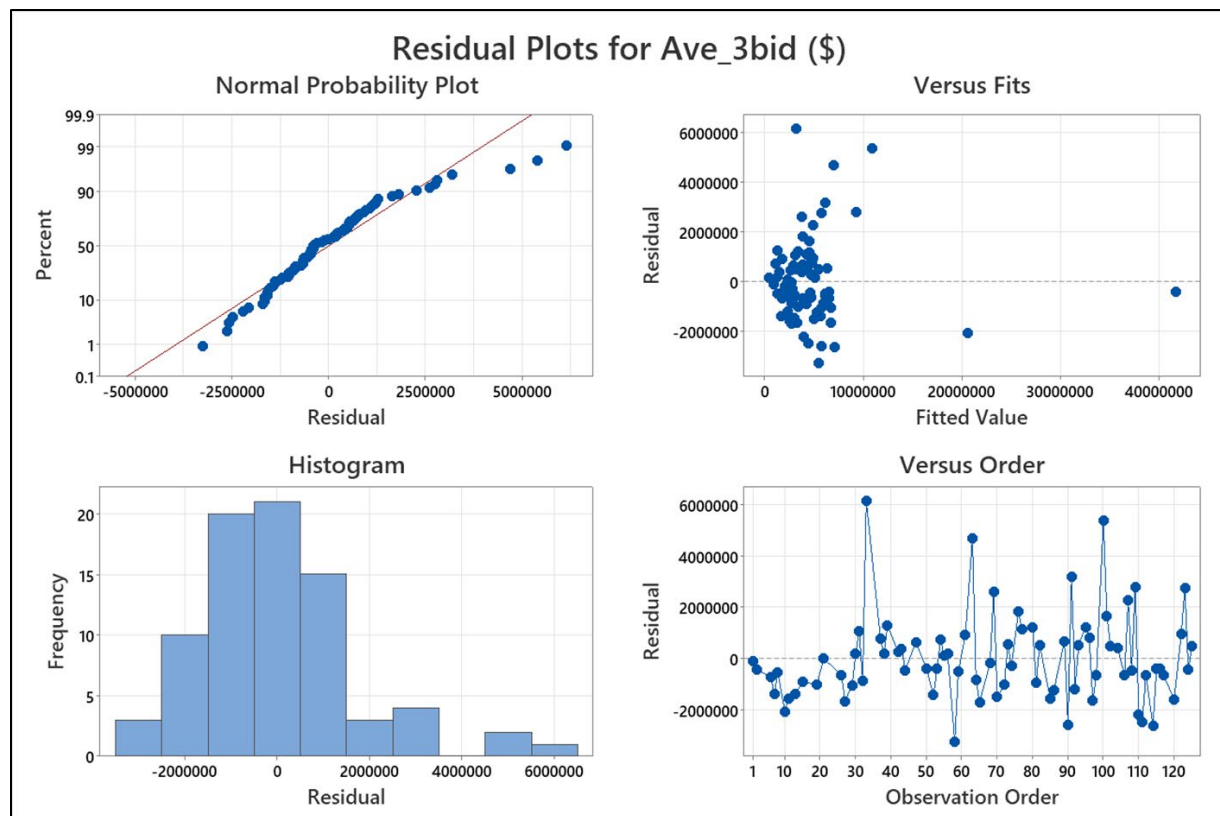 Residual Plots for Ave_3bid ($)
Normal Probability Plot
99.9
99
90
50
10
1
0.1
Percent
-5000000 -2500000 0 2500000 5000000
Residual
Versus Fits
6000000
4000000
2000000
0
-2000000
Residual
0 10000000 20000000 30000000 40000000
Fitted Value
Histogram
20
15
10
5
0
Frequency
-2000000 0 2000000 4000000 6000000
Residual
Versus Order
6000000
4000000
2000000
0
-2000000
Residual
1 10 20 30 40 50 60 70 80 90 100 110 120
Observation Order